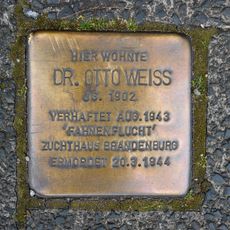 HIER WOHNTE
DR. OTTO WEISS
JG. 1902
VERHAFTET AUG. 1943
'FAHNENFLUCHT'
ZUCHTHAUS BRANDENBURG
ERMORDET 20.3.1944